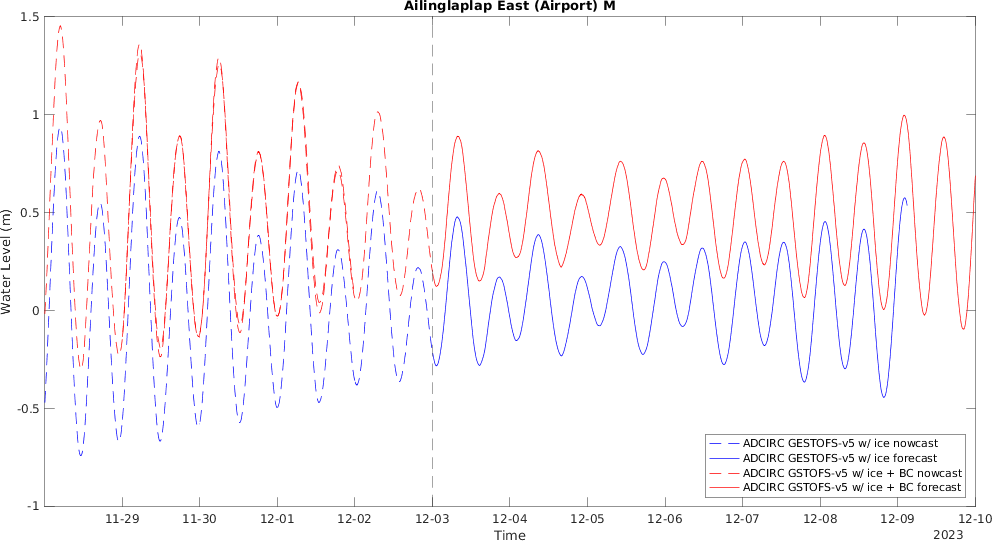 Ailinglaplap East (Airport) M
1.5
1
0.5
0
-0.5
-1
Water Level (m)
11-29
11-30
12-01
12-02
12-03
12-04
12-05
12-06
12-07
12-08
12-09
12-10
Time
2023
ADCIRC GESTOFS-v5 w/ ice nowcast
ADCIRC GESTOFS-v5 w/ ice forecast
ADCIRC GSTOFS-v5 w/ ice + BC nowcast
ADCIRC GSTOFS-v5 w/ ice + BC forecast